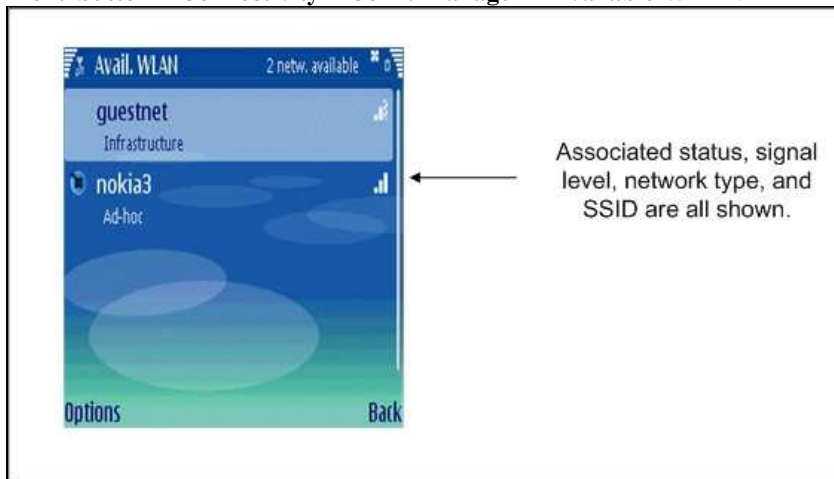 Avail. WLAN 2 netw. available
guestnet
Infrastructure
nokia3
Ad-hoc
Options Back
Associated status, signal
level, network type, and
SSID are all shown.